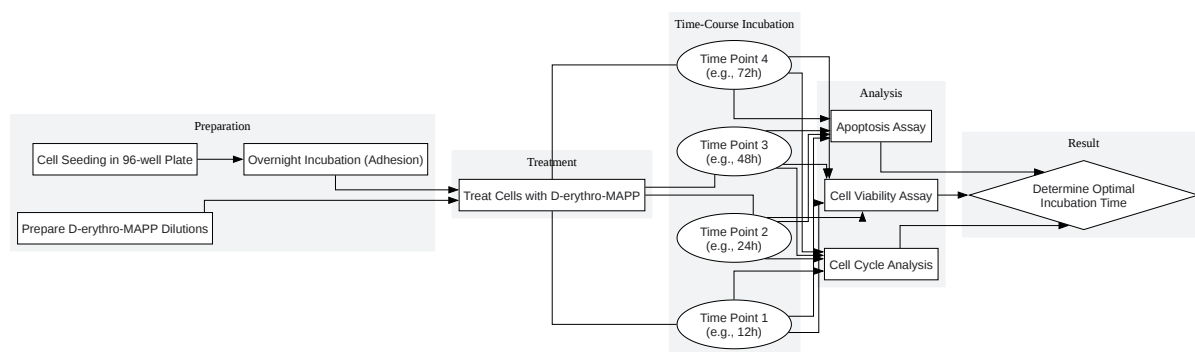 Preparation
Cell Seeding in 96-well Plate
Overnight Incubation (Adhesion)
Prepare D-erythro-MAPP Dilutions
Treatment
Treat Cells with D-erythro-MAPP
Time-Course Incubation
Time Point 4
(e.g., 72h)
Time Point 3
(e.g., 48h)
Time Point 2
(e.g., 24h)
Time Point 1
(e.g., 12h)
Analysis
Apoptosis Assay
Cell Viability Assay
Cell Cycle Analysis
Result
Determine Optimal
Incubation Time